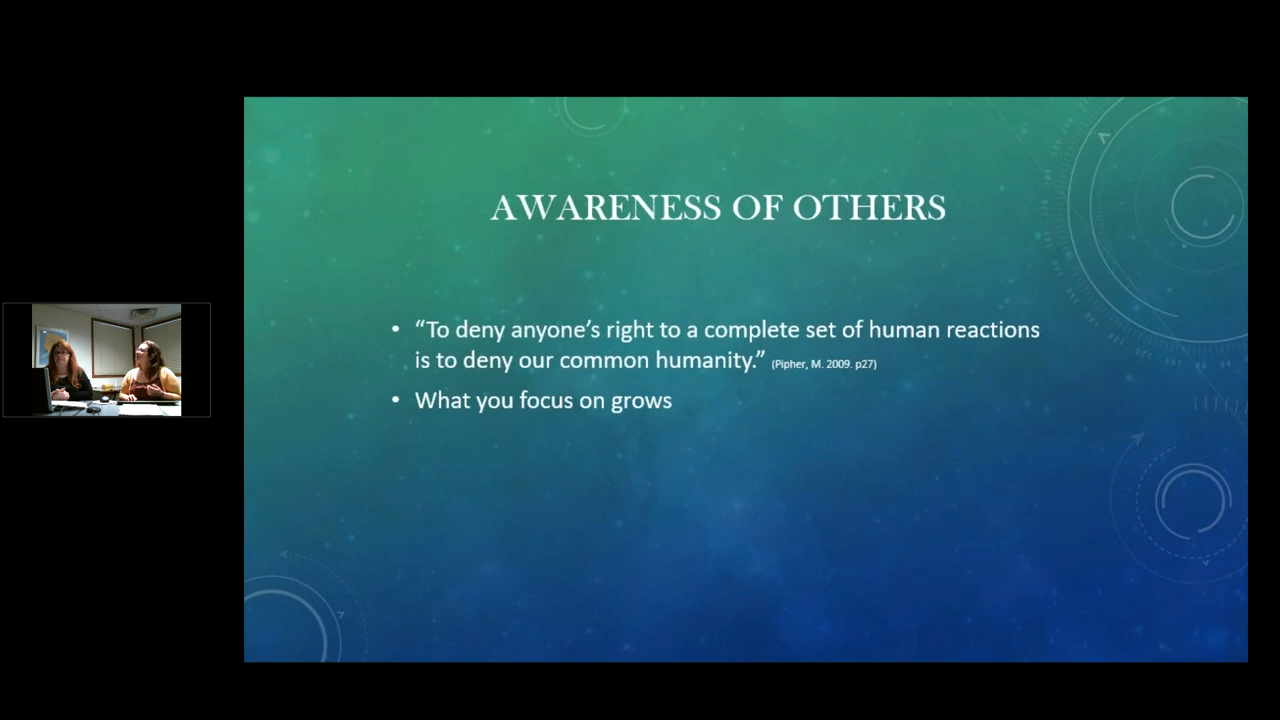 AWARENESS OF OTHERS
• “To deny anyone’s right to a complete set of human reactions
is to deny our common humanity.” (Pipher, M. 2009. p27)
• What you focus on grows